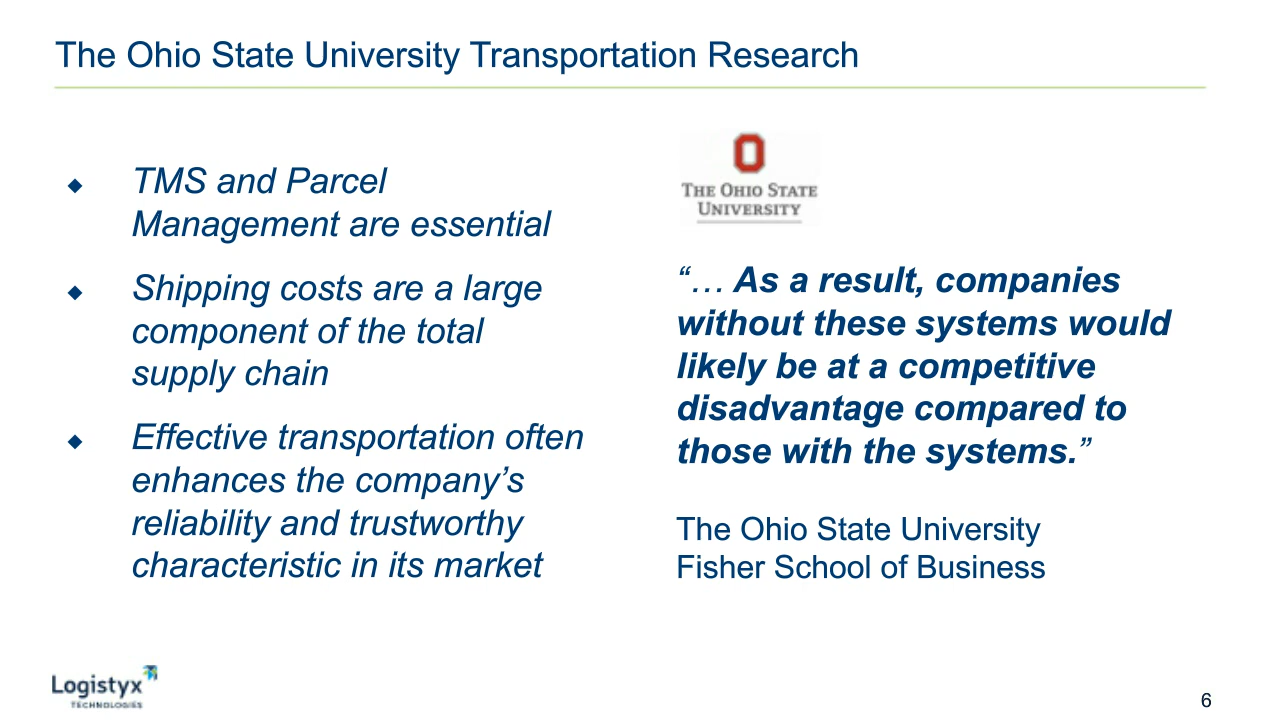 The Ohio State University Transportation Research
◆ TMS and Parcel
Management are essential
◆ Shipping costs are a large
component of the total
supply chain
◆ Effective transportation often
enhances the company’s
reliability and trustworthy
characteristic in its market
THE OHIO STATE
UNIVERSITY
“… As a result, companies
without these systems would
likely be at a competitive
disadvantage compared to
those with the systems.”
The Ohio State University
Fisher School of Business
Logistyx
TECHNOLOGIES
6